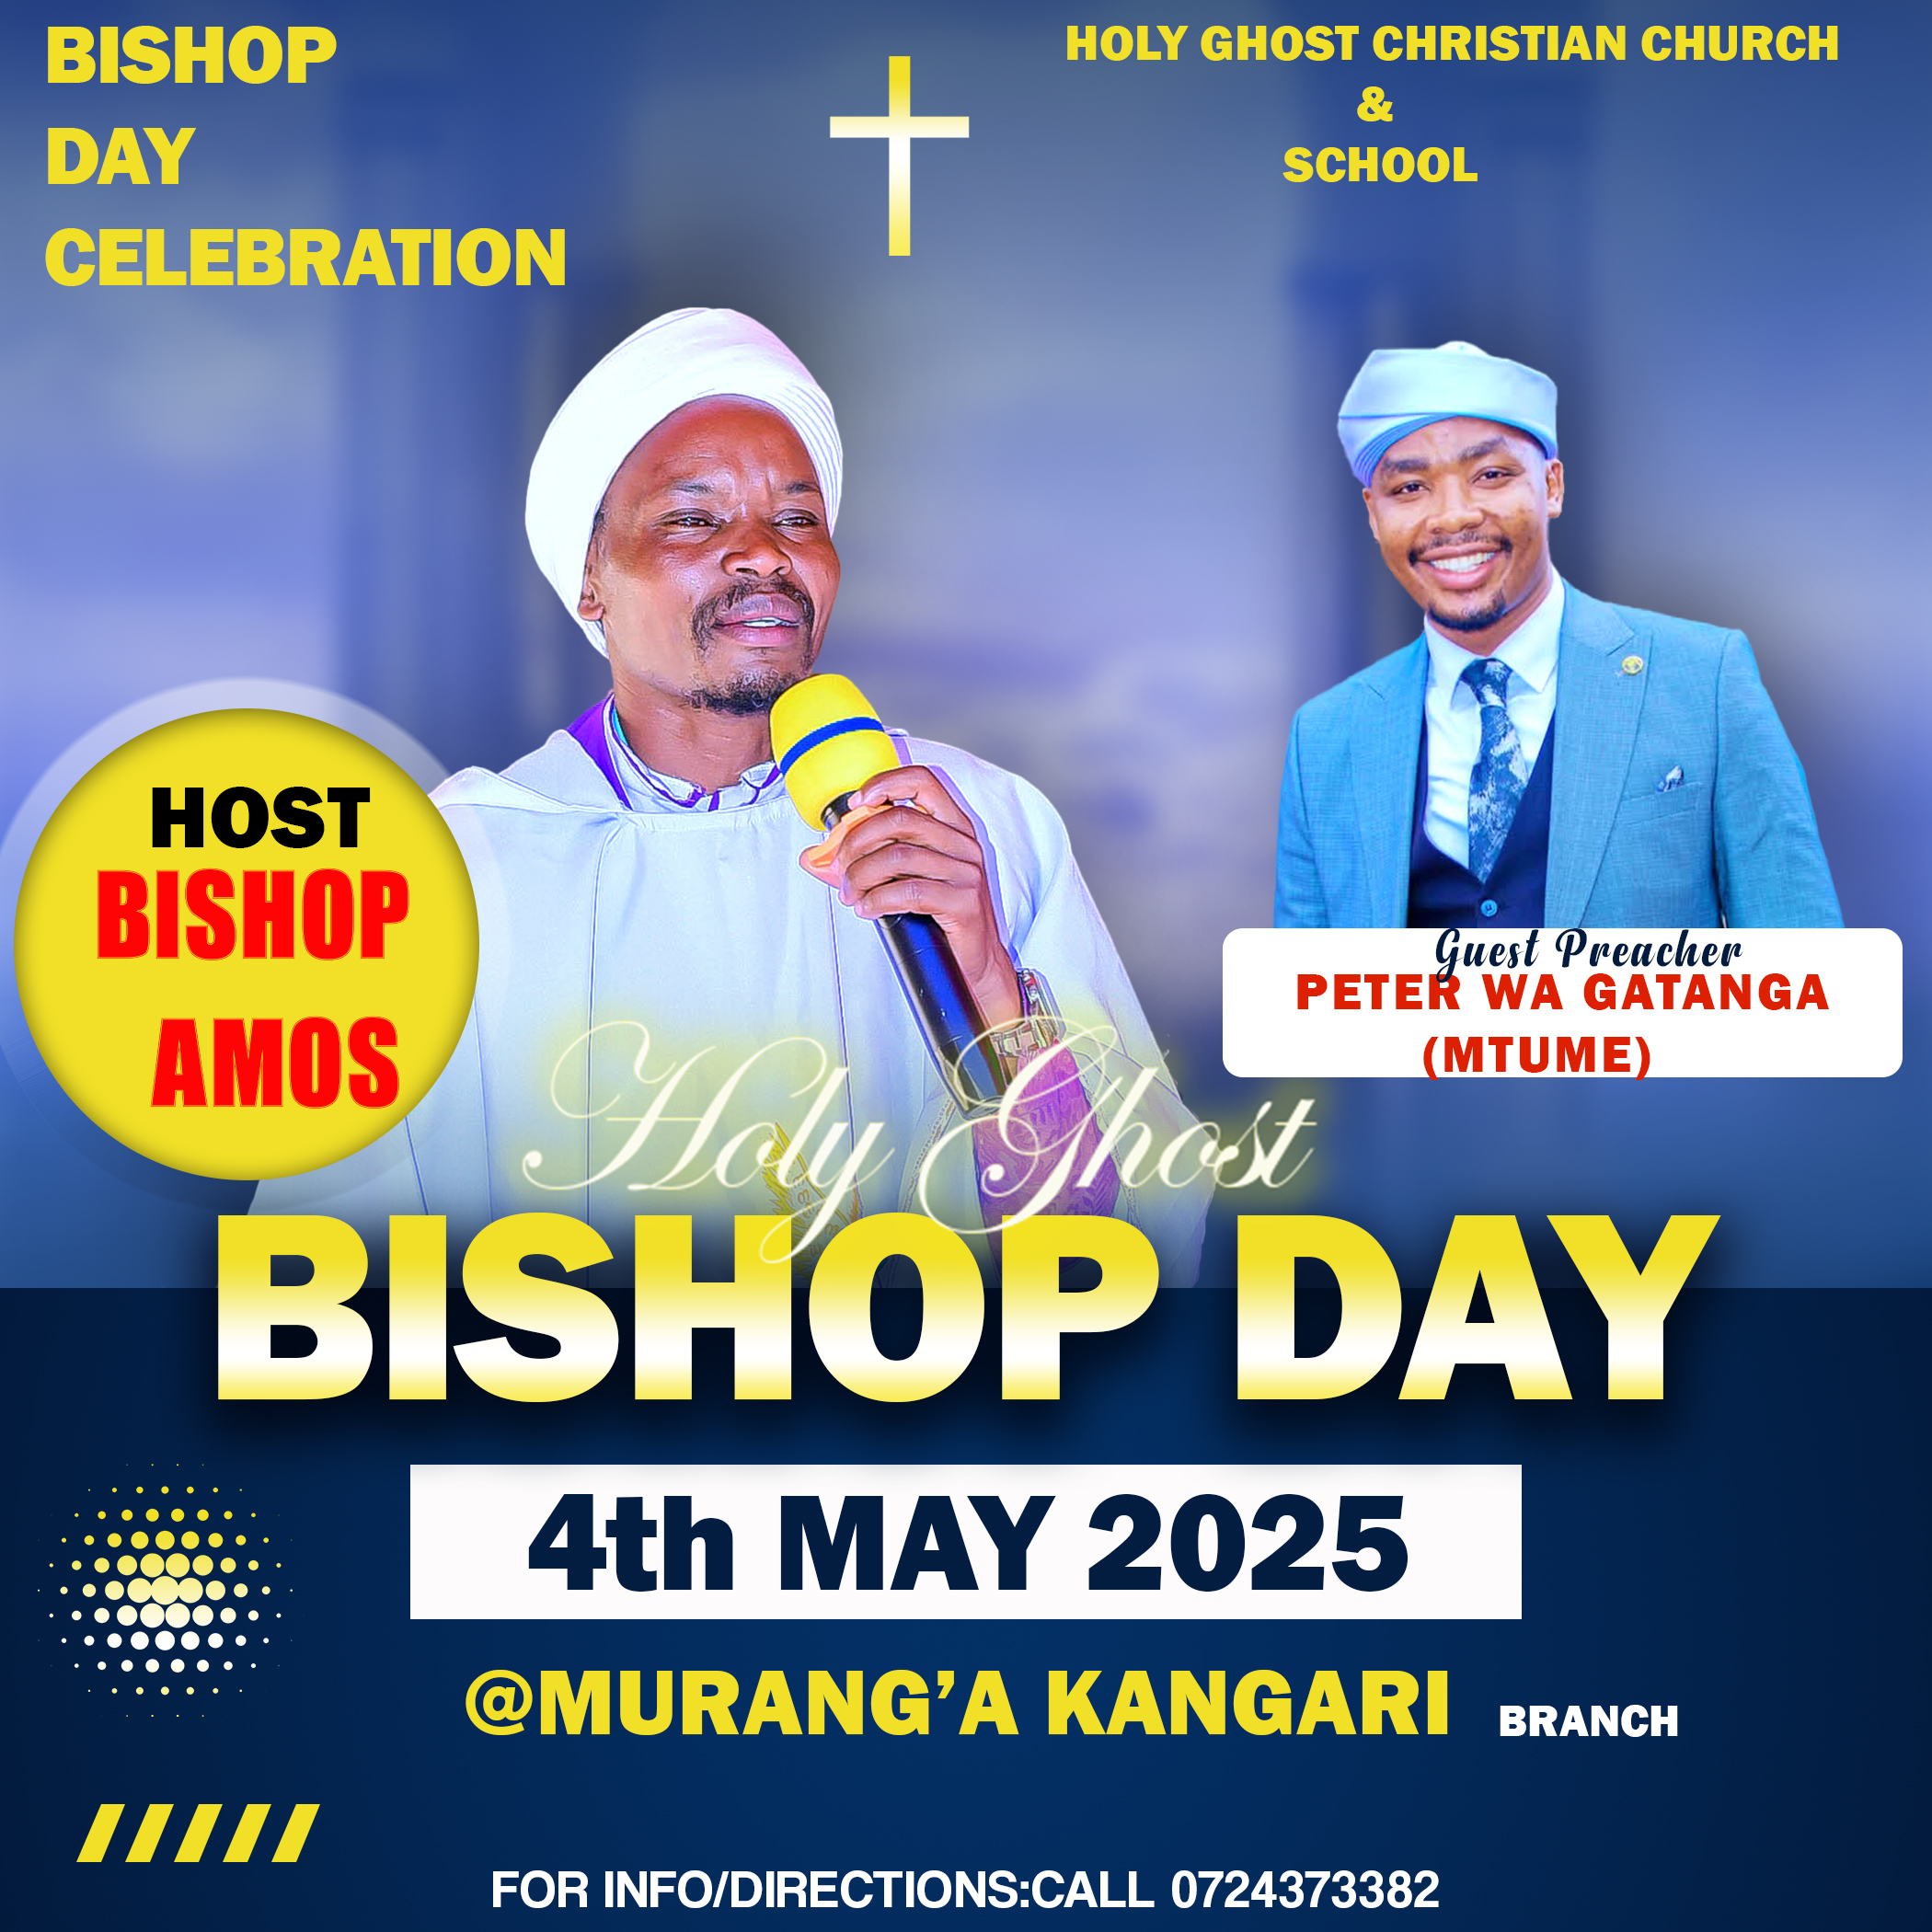 BISHOP
DAY
CELEBRATION
HOLY GHOST CHRISTIAN CHURCH
&
SCHOOL
HOST
BISHOP
AMOS
Guest Preacher
PETER WA GATANGA
(MTUME)
Holy Ghost
BISHOP DAY
4th MAY 2025
@MURANG’A KANGARI BRANCH
FOR INFO/DIRECTIONS:CALL 0724373382